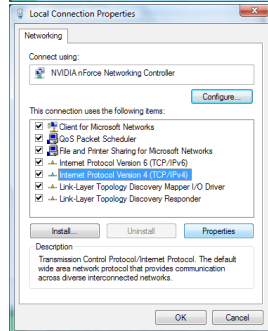 Local Connection Properties
Networking
Connect using:
NVIDIA nForce Networking Controller
Configure...
This connection uses the following items:
Client for Microsoft Networks
QoS Packet Scheduler
File and Printer Sharing for Microsoft Networks
Internet Protocol Version 6 (TCP/IPv6)
Internet Protocol Version 4 (TCP/IPv4)
Link-Layer Topology Discovery Mapper I/O Driver
Link-Layer Topology Discovery Responder
Install... Uninstall Properties
Description
Transmission Control Protocol/Internet Protocol. The default
wide area network protocol that provides communication
across diverse interconnected networks.
OK Cancel